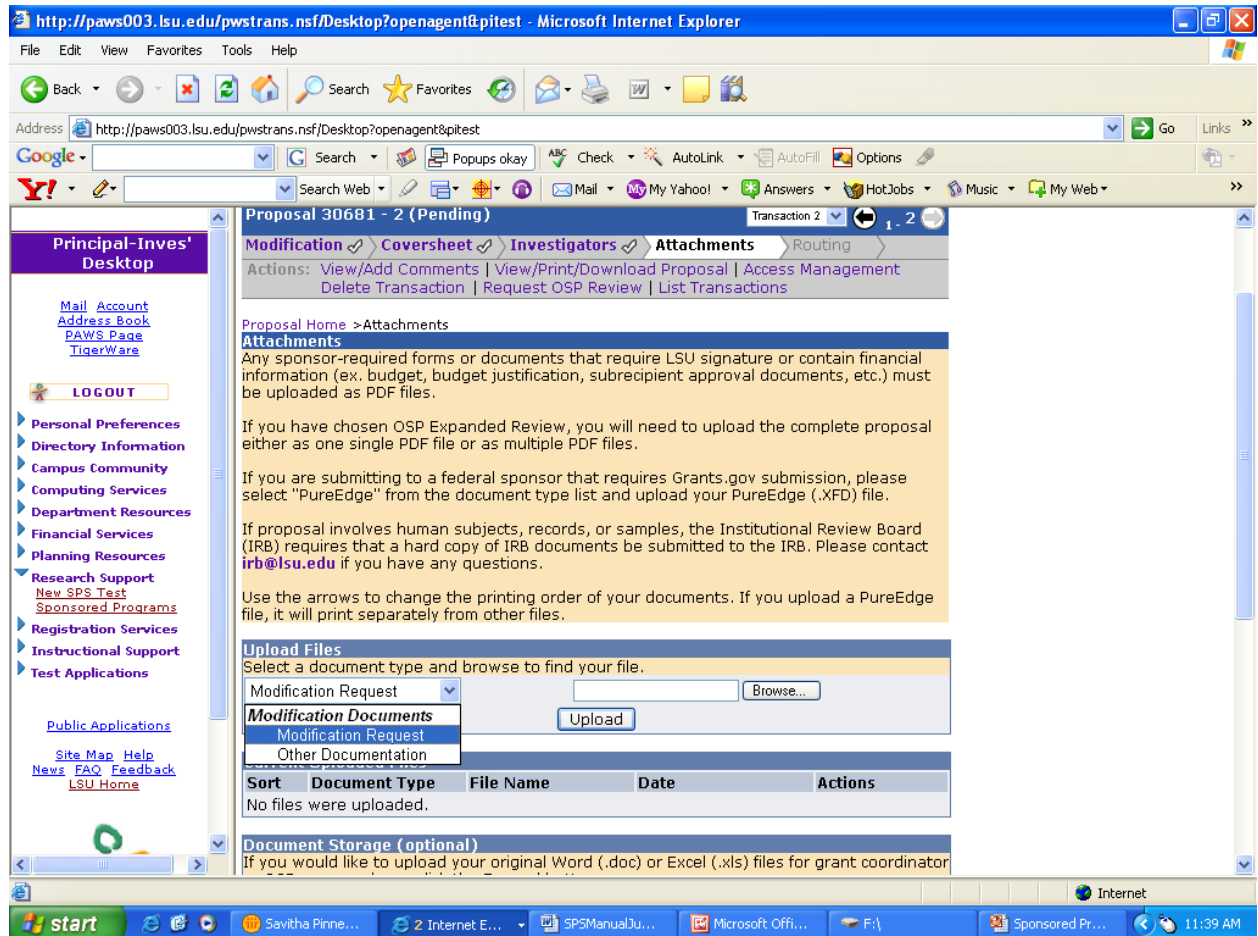 http://paws003.lsu.edu/pwstrans.nsf/Desktop?openagent&pitest - Microsoft Internet Explorer
File Edit View Favorites Tools Help
Back Search Favorites
Address http://paws003.lsu.edu/pwstrans.nsf/Desktop?openagent&pitest Go Links »
Google Search Popups okay ABC Check AutoLink AutoFill Options
Y! Search Web Mail My My Yahoo! Answers HotJobs Music My Web »
Principal-Inves'
Desktop
Mail Account
Address Book
PAWS Page
TigerWare
LOGOUT
Personal Preferences
Directory Information
Campus Community
Computing Services
Department Resources
Financial Services
Planning Resources
Research Support
New SPS Test
Sponsored Programs
Registration Services
Instructional Support
Test Applications
Public Applications
Site Map Help
News FAQ Feedback
LSU Home
Proposal 30681 - 2 (Pending) Transaction 2 1 - 2
Modification Coversheet Investigators Attachments Routing
Actions: View/Add Comments | View/Print/Download Proposal | Access Management
Delete Transaction | Request OSP Review | List Transactions
Proposal Home >Attachments
Attachments
Any sponsor-required forms or documents that require LSU signature or contain financial
information (ex. budget, budget justification, subrecipient approval documents, etc.) must
be uploaded as PDF files.
If you have chosen OSP Expanded Review, you will need to upload the complete proposal
either as one single PDF file or as multiple PDF files.
If you are submitting to a federal sponsor that requires Grants.gov submission, please
select "PureEdge" from the document type list and upload your PureEdge (.XFD) file.
If proposal involves human subjects, records, or samples, the Institutional Review Board
(IRB) requires that a hard copy of IRB documents be submitted to the IRB. Please contact
irb@lsu.edu if you have any questions.
Use the arrows to change the printing order of your documents. If you upload a PureEdge
file, it will print separately from other files.
Upload Files
Select a document type and browse to find your file.
Modification Request Browse...
Modification Documents
Modification Request
Other Documentation
Upload
Sort Document Type File Name Date Actions
No files were uploaded.
Document Storage (optional)
If you would like to upload your original Word (.doc) or Excel (.xls) files for grant coordinator
Internet
start Savitha Pinne... 2 Internet E... SPSManualJu... Microsoft Offi... F:\ Sponsored Pr... 11:39 AM